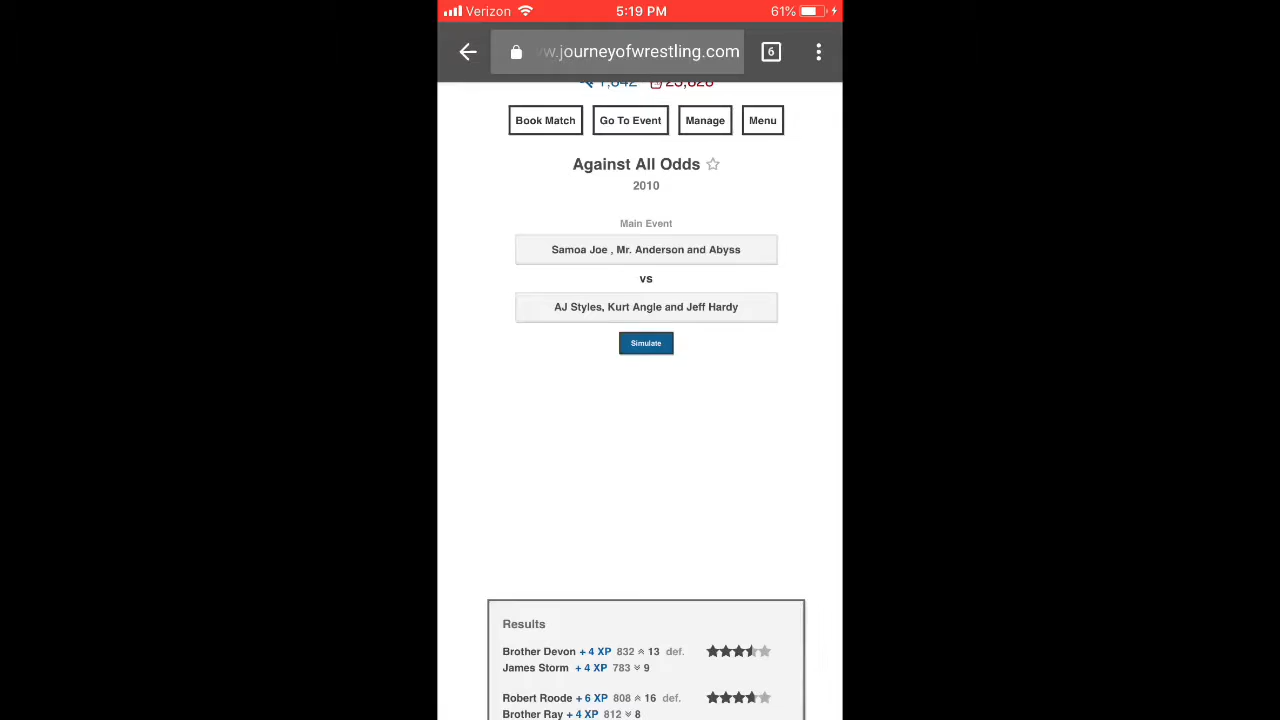 Verizon 5:19 PM 61%
w.journeyofwrestling.com 6
Book Match Go To Event Manage Menu
Against All Odds
2010
Main Event
Samoa Joe , Mr. Anderson and Abyss
vs
AJ Styles, Kurt Angle and Jeff Hardy
Simulate
Results
Brother Devon + 4 XP 832 13 def.
James Storm + 4 XP 783 9
Robert Roode + 6 XP 808 16 def.
Brother Ray + 4 XP 812 8